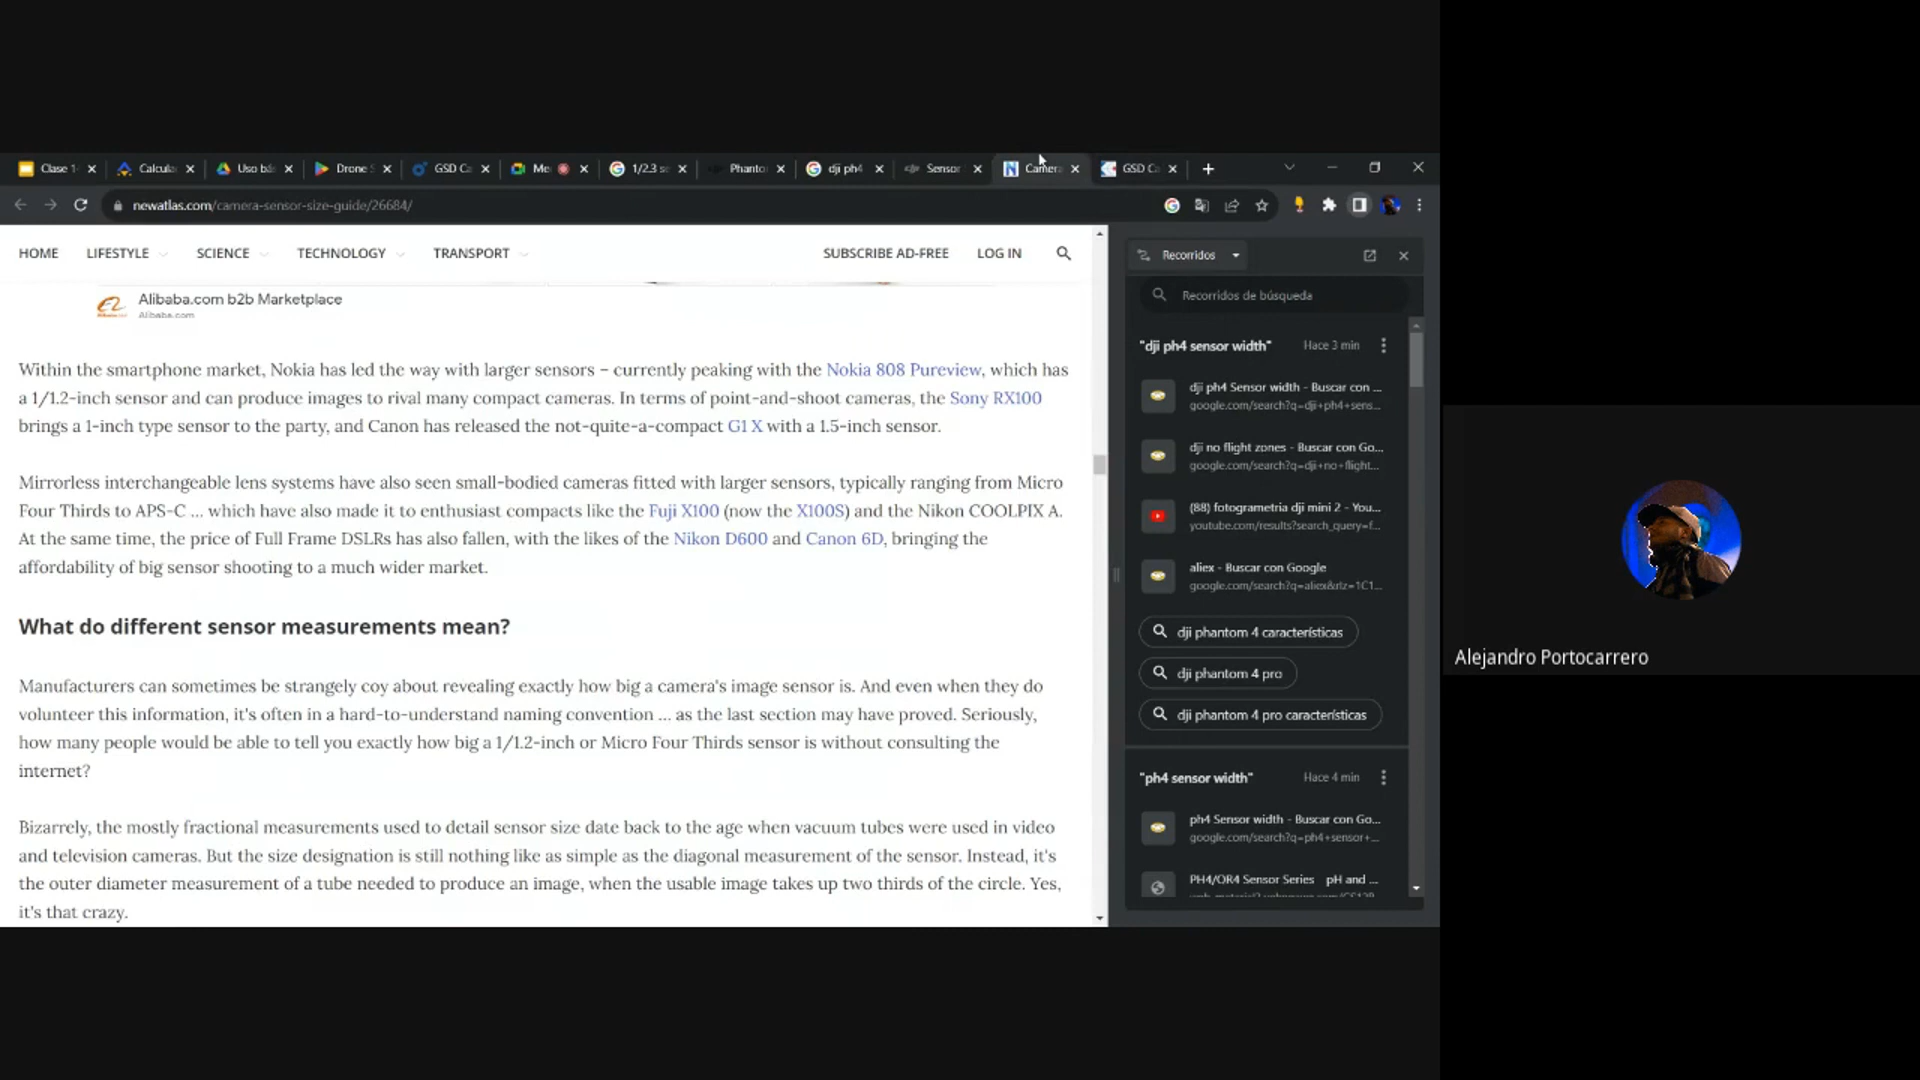 Clase 1
Calcula
Uso bá
Drone S
GSD Ca
Me
1/2.3 se
Phanto
dji ph4
Sensor
Camera
GSD Ca
newatlas.com/camera-sensor-size-guide/26684/
HOME LIFESTYLE SCIENCE TECHNOLOGY TRANSPORT SUBSCRIBE AD-FREE LOG IN
Alibaba.com b2b Marketplace
Alibaba.com
Within the smartphone market, Nokia has led the way with larger sensors – currently peaking with the Nokia 808 Pureview, which has
a 1/1.2-inch sensor and can produce images to rival many compact cameras. In terms of point-and-shoot cameras, the Sony RX100
brings a 1-inch type sensor to the party, and Canon has released the not-quite-a-compact G1 X with a 1.5-inch sensor.
Mirrorless interchangeable lens systems have also seen small-bodied cameras fitted with larger sensors, typically ranging from Micro
Four Thirds to APS-C ... which have also made it to enthusiast compacts like the Fuji X100 (now the X100S) and the Nikon COOLPIX A.
At the same time, the price of Full Frame DSLRs has also fallen, with the likes of the Nikon D600 and Canon 6D, bringing the
affordability of big sensor shooting to a much wider market.
What do different sensor measurements mean?
Manufacturers can sometimes be strangely coy about revealing exactly how big a camera's image sensor is. And even when they do
volunteer this information, it's often in a hard-to-understand naming convention ... as the last section may have proved. Seriously,
how many people would be able to tell you exactly how big a 1/1.2-inch or Micro Four Thirds sensor is without consulting the
internet?
Bizarrely, the mostly fractional measurements used to detail sensor size date back to the age when vacuum tubes were used in video
and television cameras. But the size designation is still nothing like as simple as the diagonal measurement of the sensor. Instead, it's
the outer diameter measurement of a tube needed to produce an image, when the usable image takes up two thirds of the circle. Yes,
it's that crazy.
Recorridos
Recorridos de búsqueda
"dji ph4 sensor width" Hace 3 min
dji ph4 Sensor width - Buscar con ...
google.com/search?q=dji+ph4+sens...
dji no flight zones - Buscar con Go...
google.com/search?q=dji+no+flight...
(88) fotogrametria dji mini 2 - You...
youtube.com/results?search_query=f...
aliex - Buscar con Google
google.com/search?q=aliex&rlz=1C1...
dji phantom 4 características
dji phantom 4 pro
dji phantom 4 pro características
"ph4 sensor width" Hace 4 min
ph4 Sensor width - Buscar con Go...
google.com/search?q=ph4+sensor+...
PH4/OR4 Sensor Series pH and ...
Alejandro Portocarrero